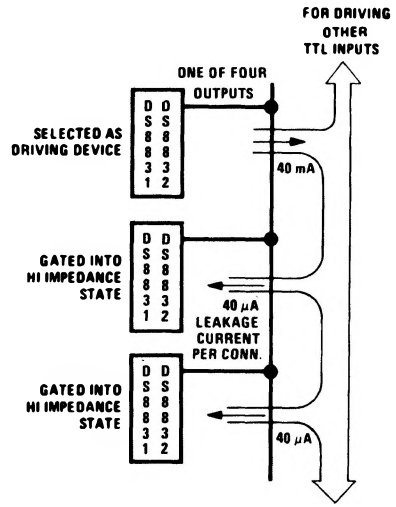 FOR DRIVING
OTHER
TTL INPUTS
ONE OF FOUR
OUTPUTS
DS8831
DS8832
SELECTED AS
DRIVING DEVICE
40 mA
DS8831
DS8832
GATED INTO
HI IMPEDANCE
STATE
40 μA
LEAKAGE
CURRENT
PER CONN.
DS8831
DS8832
GATED INTO
HI IMPEDANCE
STATE
40 μA